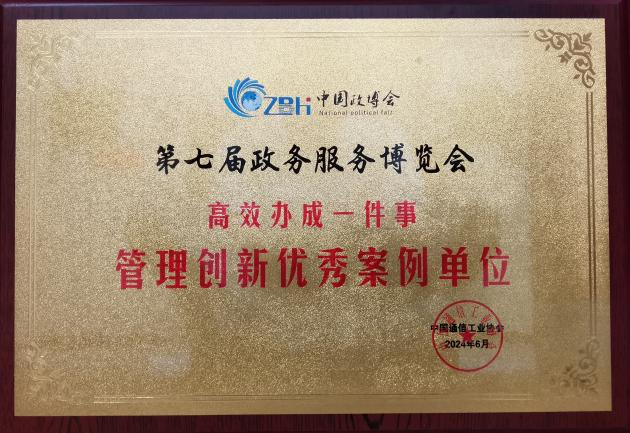 ZBH 中国政博会
National political fair
第七届政务服务博览会
高效办成一件事
管理创新优秀案例单位
中国通信工业协会
2024年6月